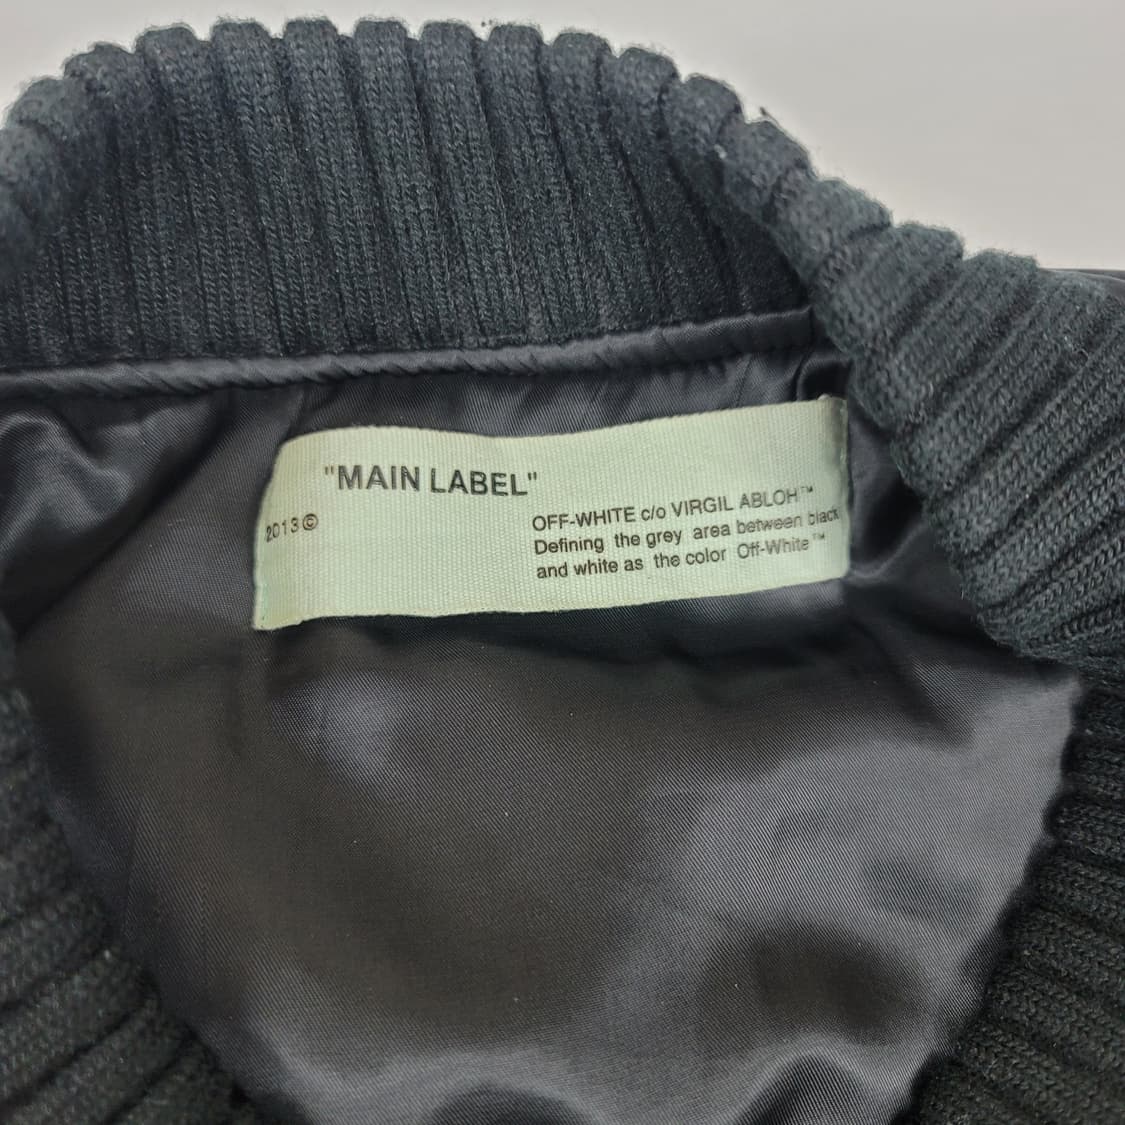 "MAIN LABEL"
2013©
OFF-WHITE c/o VIRGIL ABLOH™
Defining the grey area between black
and white as the color Off-White™